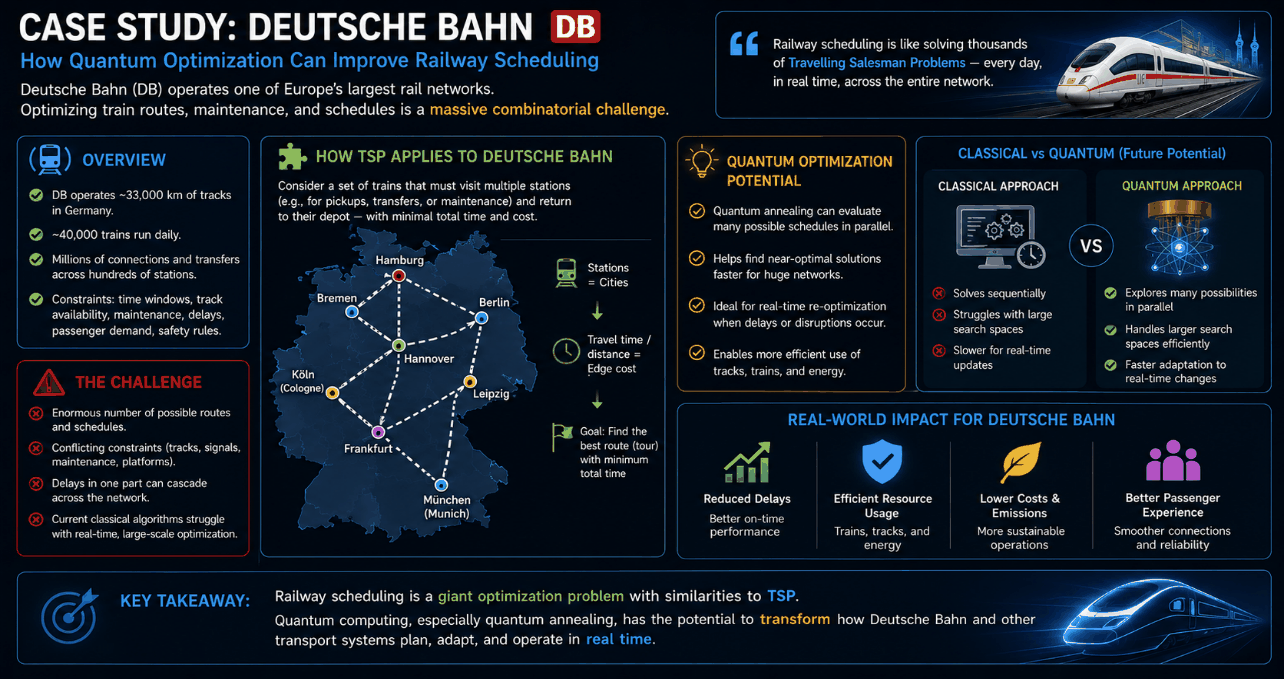 CASE STUDY: DEUTSCHE BAHN DB
How Quantum Optimization Can Improve Railway Scheduling
Deutsche Bahn (DB) operates one of Europe's largest rail networks.
Optimizing train routes, maintenance, and schedules is a massive combinatorial challenge.
“
Railway scheduling is like solving thousands
of Travelling Salesman Problems — every day,
in real time, across the entire network.
OVERVIEW
DB operates ~33,000 km of tracks
in Germany.
~40,000 trains run daily.
Millions of connections and transfers
across hundreds of stations.
Constraints: time windows, track
availability, maintenance, delays,
passenger demand, safety rules.
THE CHALLENGE
Enormous number of possible routes
and schedules.
Conflicting constraints (tracks, signals,
maintenance, platforms).
Delays in one part can cascade
across the network.
Current classical algorithms struggle
with real-time, large-scale optimization.
HOW TSP APPLIES TO DEUTSCHE BAHN
Consider a set of trains that must visit multiple stations
(e.g., for pickups, transfers, or maintenance) and return
to their depot — with minimal total time and cost.
Hamburg
Bremen
Berlin
Hannover
Köln
(Cologne)
Leipzig
Frankfurt
München
(Munich)
Stations
= Cities
Travel time /
distance =
Edge cost
Goal: Find the
best route (tour)
with minimum
total time
QUANTUM OPTIMIZATION
POTENTIAL
Quantum annealing can evaluate
many possible schedules in parallel.
Helps find near-optimal solutions
faster for huge networks.
Ideal for real-time re-optimization
when delays or disruptions occur.
Enables more efficient use of
tracks, trains, and energy.
CLASSICAL vs QUANTUM (Future Potential)
CLASSICAL APPROACH
Solves sequentially
Struggles with large
search spaces
Slower for real-time
updates
VS
QUANTUM APPROACH
Explores many possibilities
in parallel
Handles larger search
spaces efficiently
Faster adaptation to
real-time changes
REAL-WORLD IMPACT FOR DEUTSCHE BAHN
Reduced Delays
Better on-time
performance
Efficient Resource
Usage
Trains, tracks, and
energy
Lower Costs &
Emissions
More sustainable
operations
Better Passenger
Experience
Smoother connections
and reliability
KEY TAKEAWAY:
Railway scheduling is a giant optimization problem with similarities to TSP.
Quantum computing, especially quantum annealing, has the potential to transform how Deutsche Bahn and other
transport systems plan, adapt, and operate in real time.